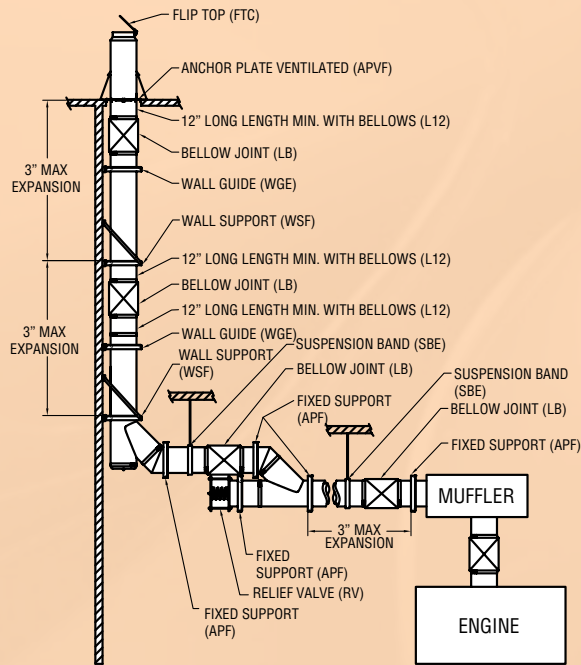 FLIP TOP (FTC)
ANCHOR PLATE VENTILATED (APVF)
12” LONG LENGTH MIN. WITH BELLOWS (L12)
BELLOW JOINT (LB)
3” MAX
EXPANSION
WALL GUIDE (WGE)
WALL SUPPORT (WSF)
12” LONG LENGTH MIN. WITH BELLOWS (L12)
BELLOW JOINT (LB)
12” LONG LENGTH MIN. WITH BELLOWS (L12)
3” MAX
EXPANSION
WALL GUIDE (WGE)
SUSPENSION BAND (SBE)
WALL SUPPORT
(WSF)
BELLOW JOINT (LB)
SUSPENSION BAND
(SBE)
FIXED SUPPORT
(APF)
BELLOW JOINT (LB)
FIXED SUPPORT (APF)
MUFFLER
3” MAX
EXPANSION
FIXED
SUPPORT (APF)
RELIEF VALVE (RV)
FIXED SUPPORT
(APF)
ENGINE